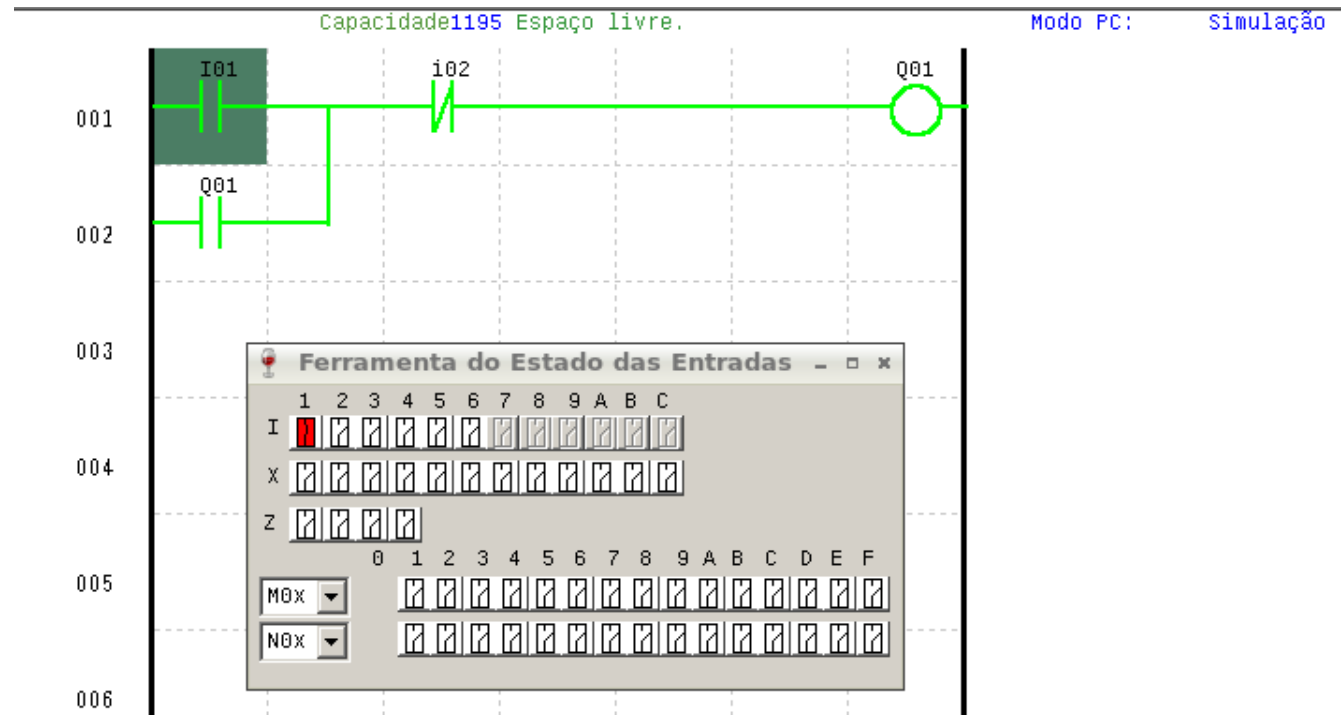 Capacidade1195 Espaço livre. Modo PC: Simulação
I01 i02 Q01
001
Q01
002
003
Ferramenta do Estado das Entradas
1 2 3 4 5 6 7 8 9 A B C
I
004
X
Z
0 1 2 3 4 5 6 7 8 9 A B C D E F
005
M0x
N0x
006